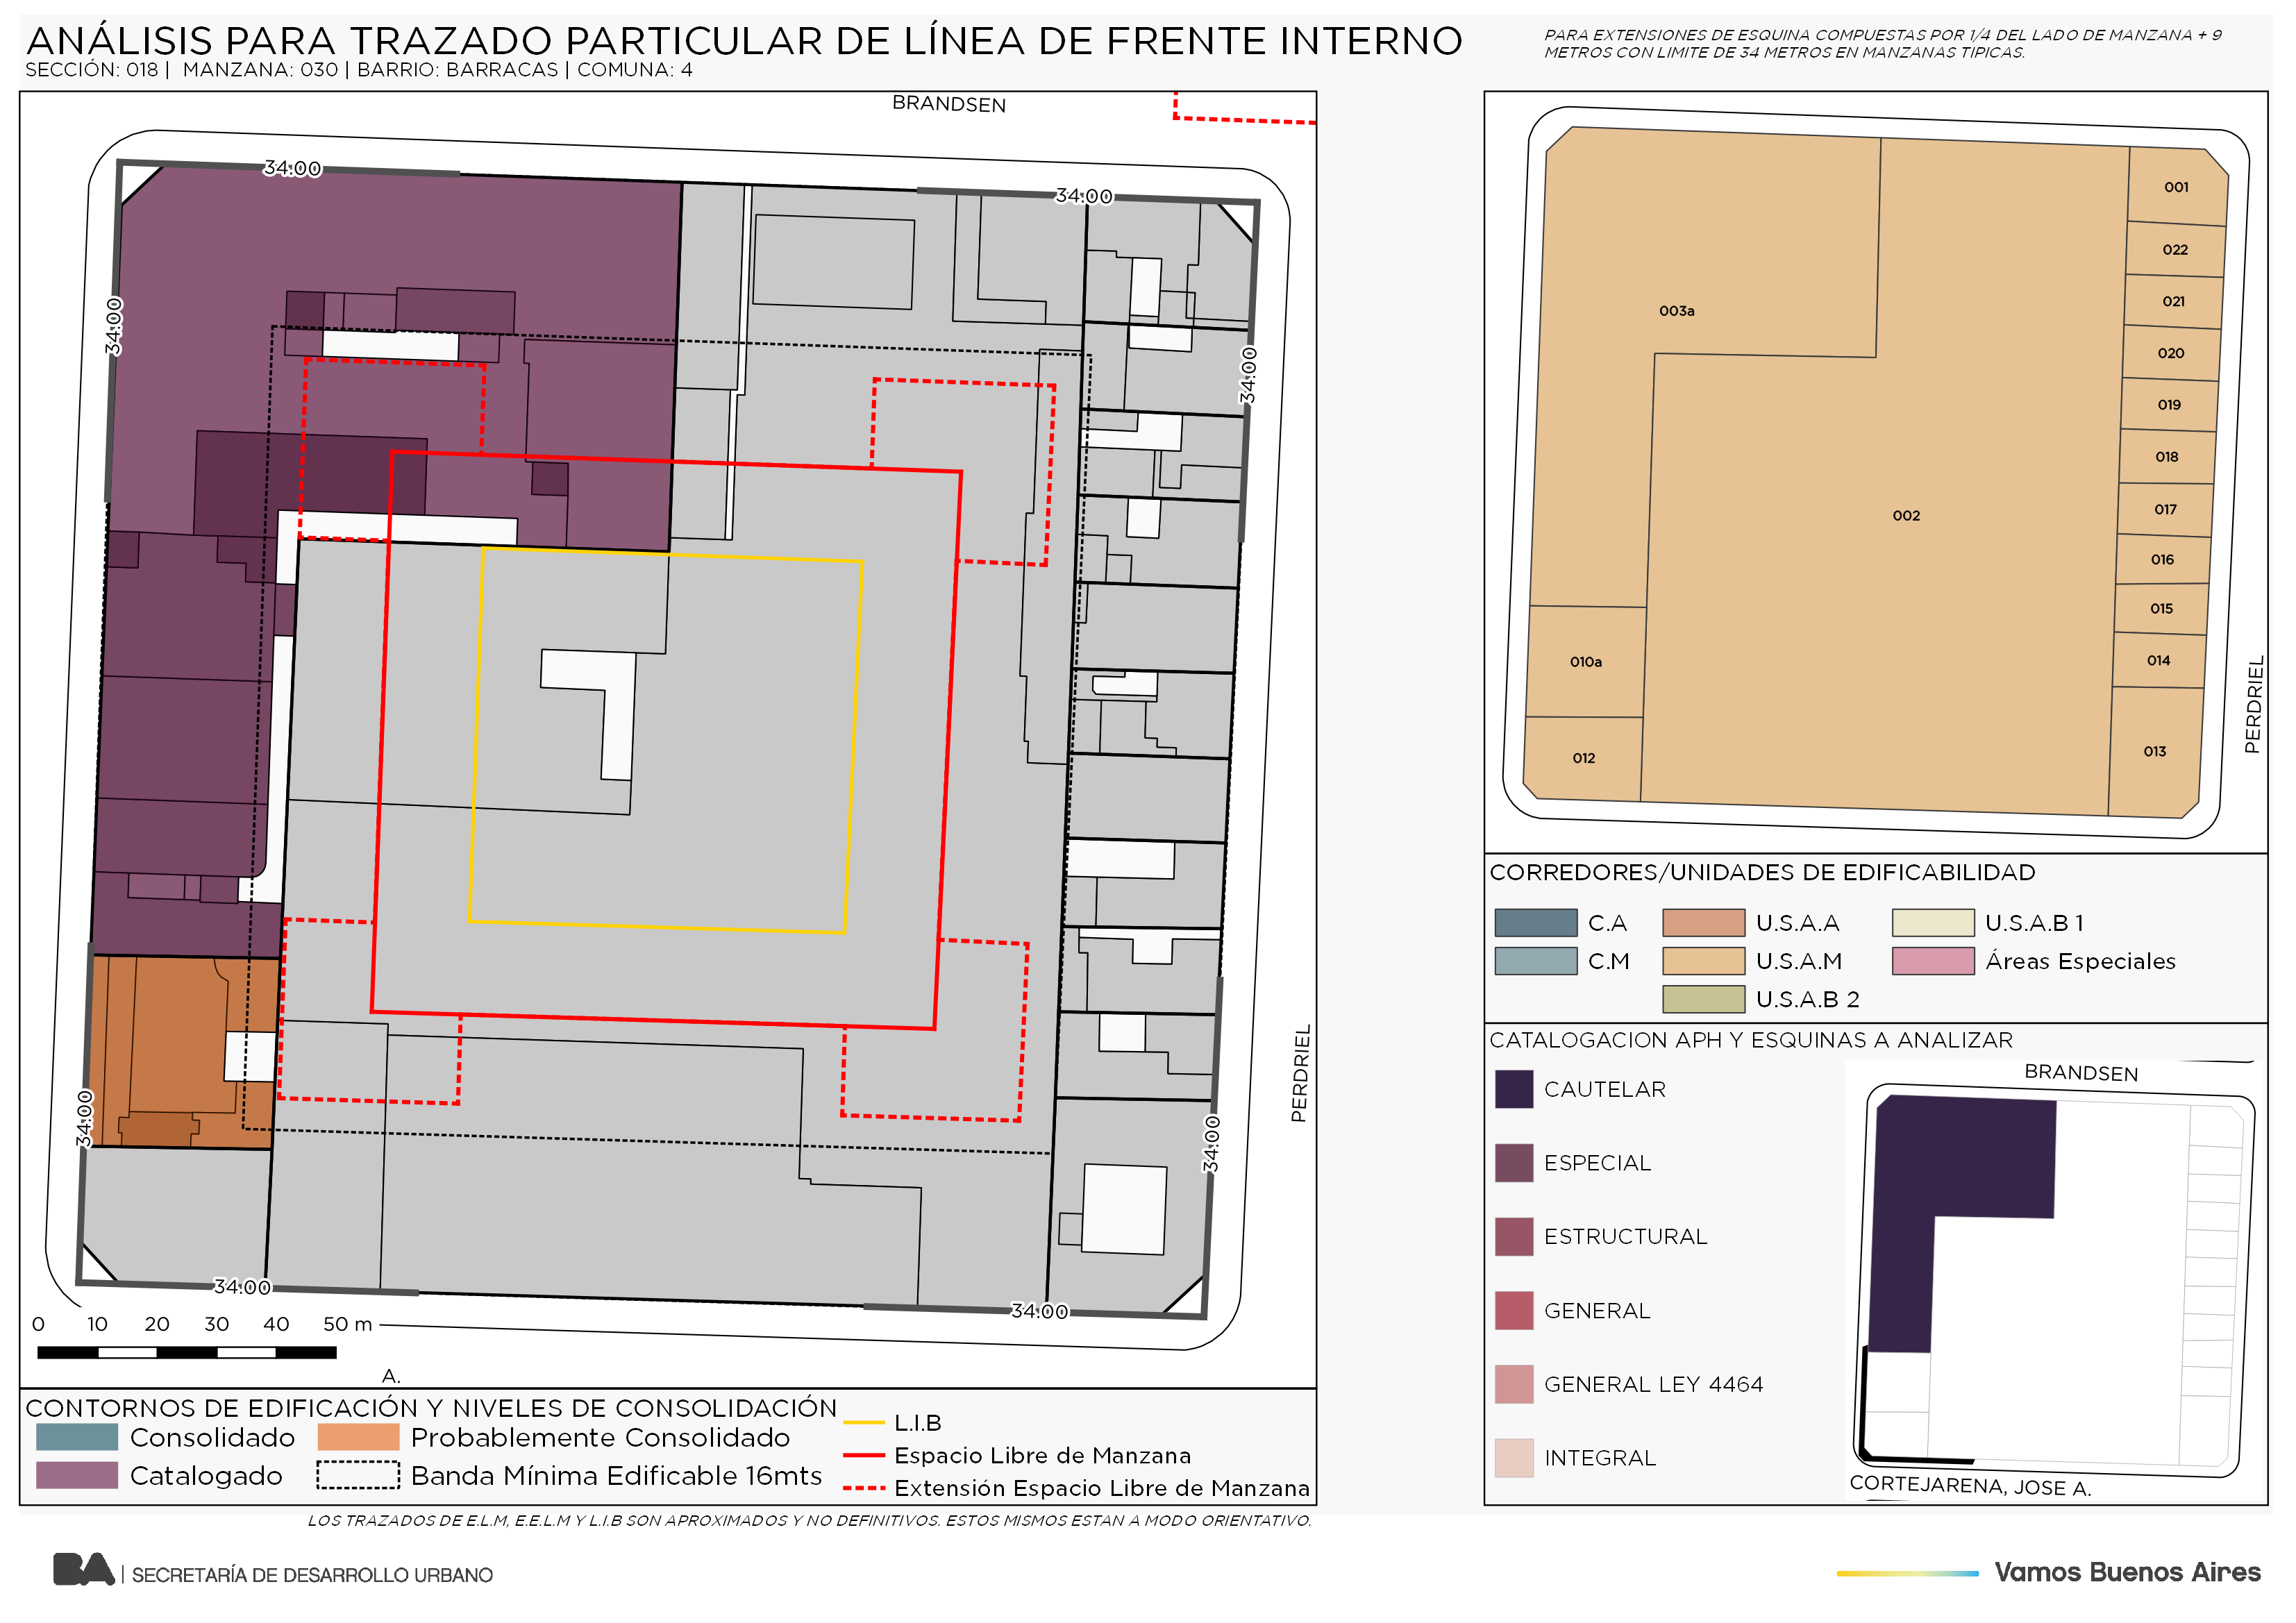 ANÁLISIS PARA TRAZADO PARTICULAR DE LÍNEA DE FRENTE INTERNO
SECCIÓN: 018 | MANZANA: 030 | BARRIO: BARRACAS | COMUNA: 4
PARA EXTENSIONES DE ESQUINA COMPUESTAS POR 1/4 DEL LADO DE MANZANA + 9
METROS CON LIMITE DE 34 METROS EN MANZANAS TIPICAS.
BRANDSEN
34:00
34:00
34:00
34:00
34:00
34:00
34:00
34:00
PERDRIEL
0 10 20 30 40 50 m
A.
CONTORNOS DE EDIFICACIÓN Y NIVELES DE CONSOLIDACIÓN
Consolidado
Probablemente Consolidado
Catalogado
Banda Mínima Edificable 16mts
L.I.B
Espacio Libre de Manzana
Extensión Espacio Libre de Manzana
LOS TRAZADOS DE E.L.M, E.E.L.M Y L.I.B SON APROXIMADOS Y NO DEFINITIVOS. ESTOS MISMOS ESTAN A MODO ORIENTATIVO.
001
022
021
003a
020
019
018
002
017
016
015
010a
014
013
012
PERDRIEL
CORREDORES/UNIDADES DE EDIFICABILIDAD
C.A
U.S.A.A
U.S.A.B 1
C.M
U.S.A.M
Áreas Especiales
U.S.A.B 2
CATALOGACION APH Y ESQUINAS A ANALIZAR
CAUTELAR
ESPECIAL
ESTRUCTURAL
GENERAL
GENERAL LEY 4464
INTEGRAL
BRANDSEN
CORTEJARENA, JOSE A.
BA | SECRETARÍA DE DESARROLLO URBANO
Vamos Buenos Aires